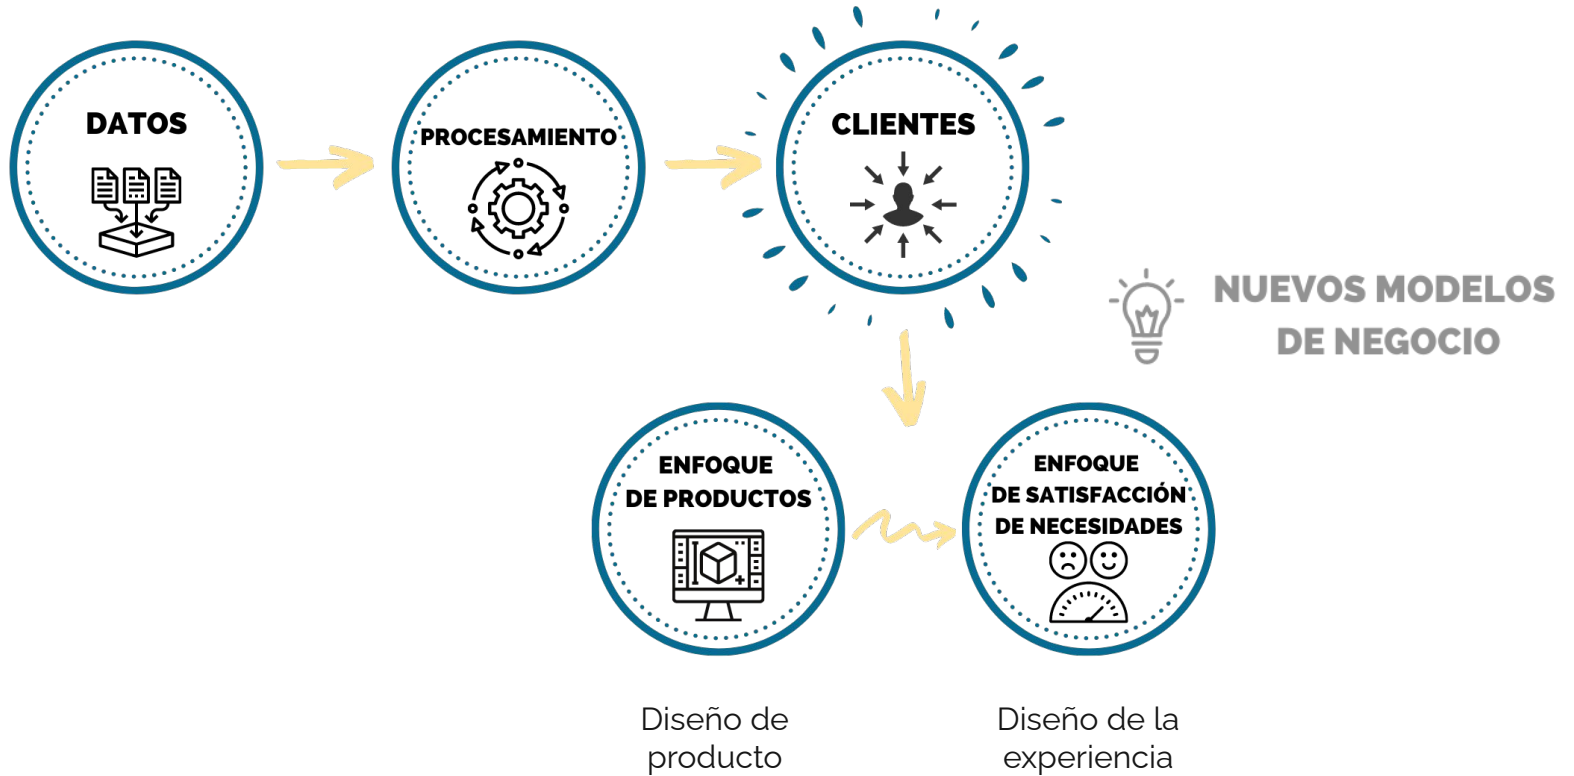 DATOS
PROCESAMIENTO
CLIENTES
NUEVOS MODELOS
DE NEGOCIO
ENFOQUE
DE PRODUCTOS
ENFOQUE
DE SATISFACCIÓN
DE NECESIDADES
Diseño de
producto
Diseño de la
experiencia